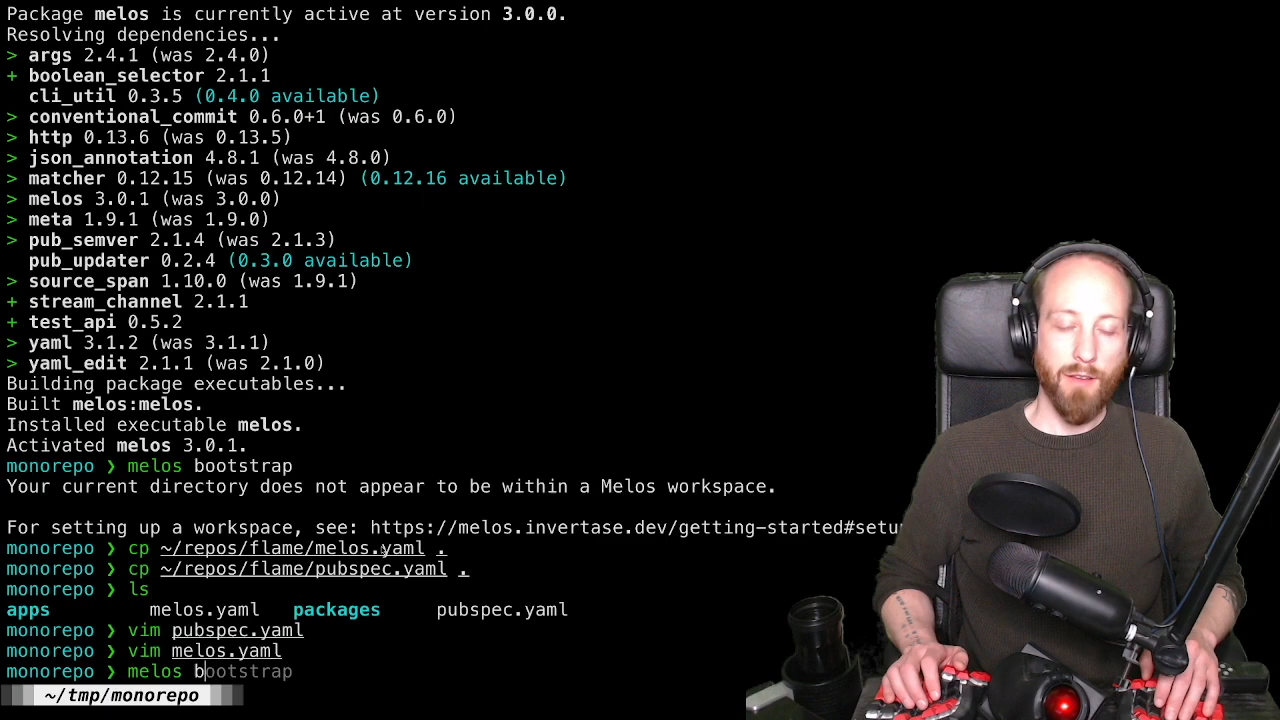 Package melos is currently active at version 3.0.0.
Resolving dependencies...
> args 2.4.1 (was 2.4.0)
+ boolean_selector 2.1.1
cli_util 0.3.5 (0.4.0 available)
> conventional_commit 0.6.0+1 (was 0.6.0)
> http 0.13.6 (was 0.13.5)
> json_annotation 4.8.1 (was 4.8.0)
> matcher 0.12.15 (was 0.12.14) (0.12.16 available)
> melos 3.0.1 (was 3.0.0)
> meta 1.9.1 (was 1.9.0)
> pub_semver 2.1.4 (was 2.1.3)
pub_updater 0.2.4 (0.3.0 available)
> source_span 1.10.0 (was 1.9.1)
+ stream_channel 2.1.1
+ test_api 0.5.2
> yaml 3.1.2 (was 3.1.1)
> yaml_edit 2.1.1 (was 2.1.0)
Building package executables...
Built melos:melos.
Installed executable melos.
Activated melos 3.0.1.
monorepo ❯ melos bootstrap
Your current directory does not appear to be within a Melos workspace.
For setting up a workspace, see: https://melos.invertase.dev/getting-started#setu
monorepo ❯ cp ~/repos/flame/melos.yaml .
monorepo ❯ cp ~/repos/flame/pubspec.yaml .
monorepo ❯ ls
apps melos.yaml packages pubspec.yaml
monorepo ❯ vim pubspec.yaml
monorepo ❯ vim melos.yaml
monorepo ❯ melos bootstrap
~/tmp/monorepo